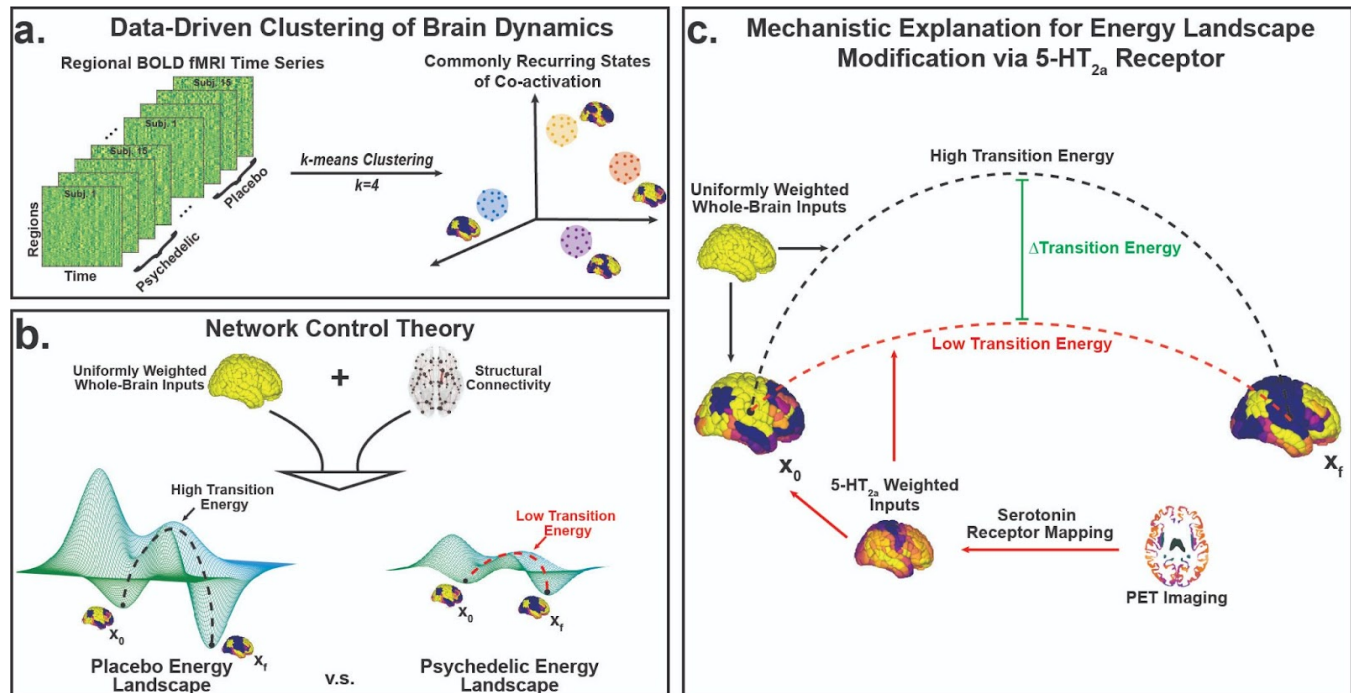 a.
Data-Driven Clustering of Brain Dynamics
Regional BOLD fMRI Time Series
Subj. 15
Subj. 1
Subj. 15
Subj. 1
...
...
Regions
Time
Psychedelic
Placebo
k-means Clustering
k=4
Commonly Recurring States
of Co-activation
b.
Network Control Theory
Uniformly Weighted
Whole-Brain Inputs
+
Structural
Connectivity
High Transition
Energy
x0
xf
Placebo Energy
Landscape
v.s.
Low Transition
Energy
x0
xf
Psychedelic Energy
Landscape
c.
Mechanistic Explanation for Energy Landscape
Modification via 5-HT2a Receptor
Uniformly Weighted
Whole-Brain Inputs
High Transition Energy
ΔTransition Energy
Low Transition Energy
x0
xf
5-HT2a Weighted
Inputs
Serotonin
Receptor Mapping
PET Imaging